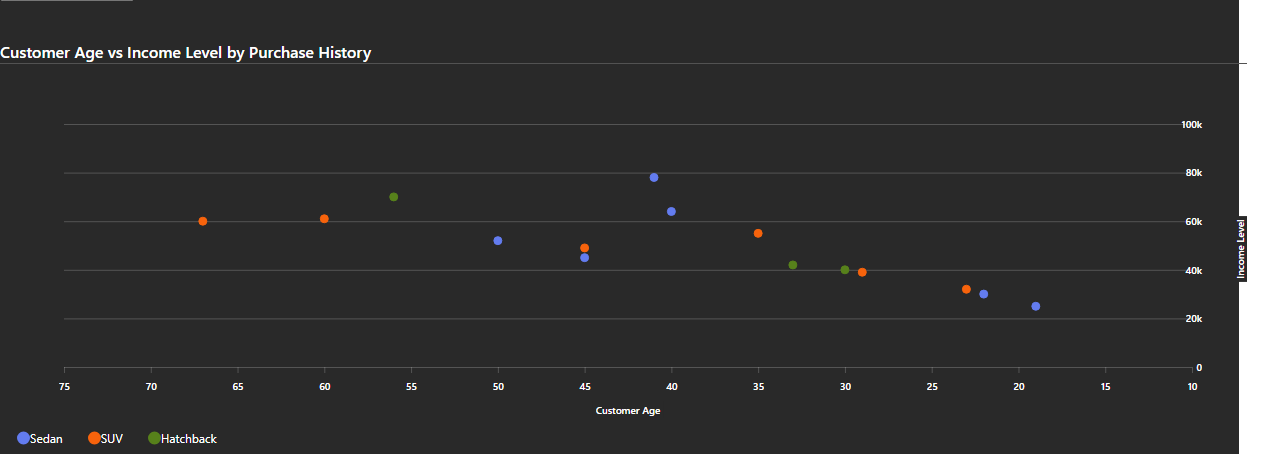 Customer Age vs Income Level by Purchase History
100k
80k
60k
40k
20k
0
Income Level
75 70 65 60 55 50 45 40 35 30 25 20 15 10
Customer Age
Sedan SUV Hatchback